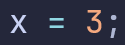 x = 3;